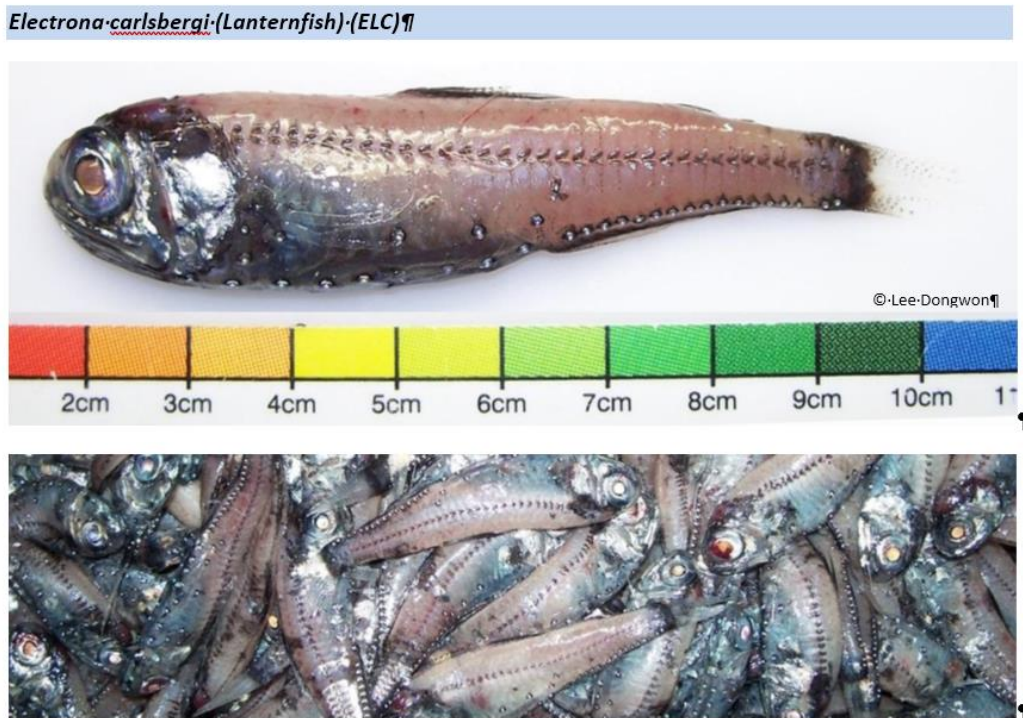 Electrona·carlsbergi·(Lanternfish)·(ELC)¶
©·Lee·Dongwon¶
2cm 3cm 4cm 5cm 6cm 7cm 8cm 9cm 10cm